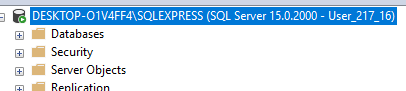 DESKTOP-O1V4FF4\SQLEXPRESS (SQL Server 15.0.2000 - User_217_16)
Databases
Security
Server Objects
Replication